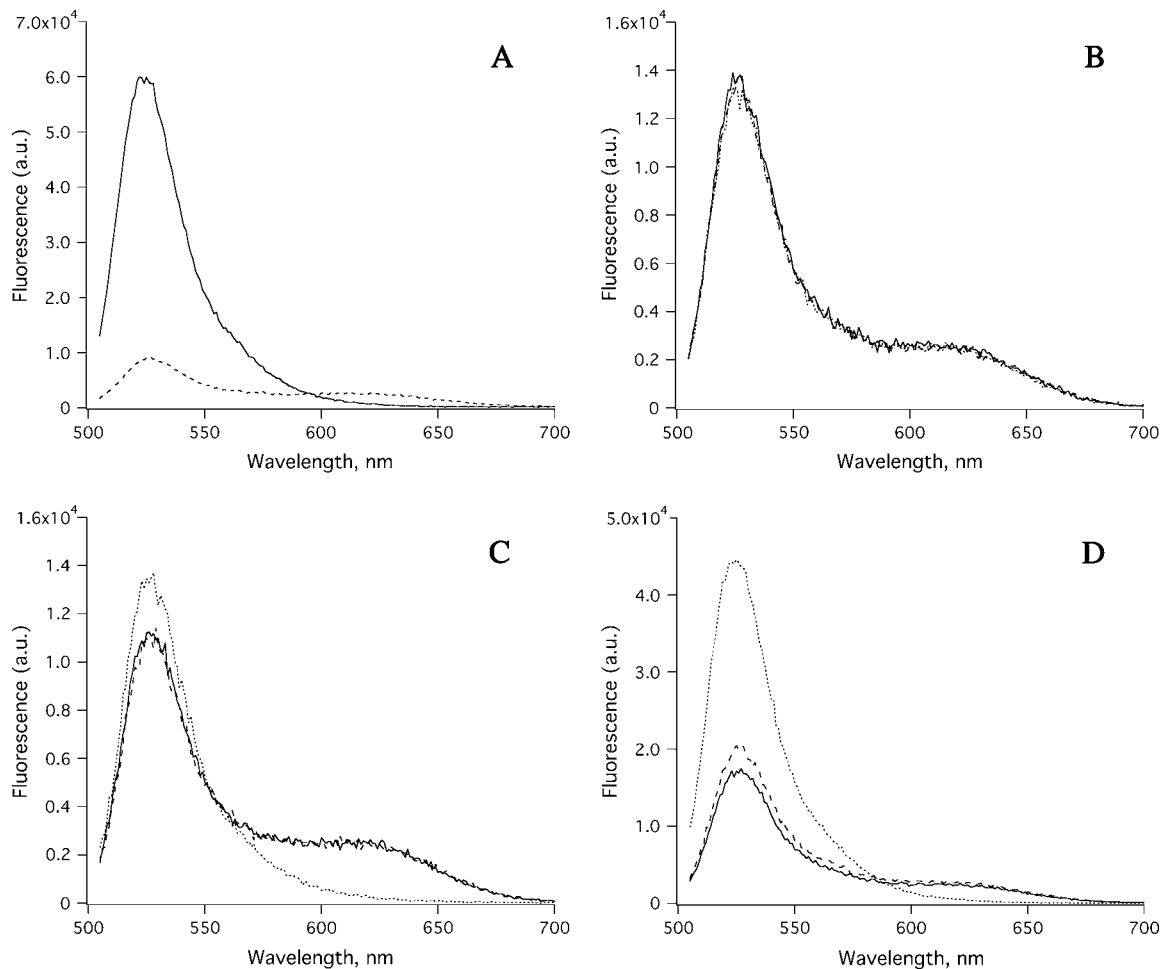 7.0x10⁴
6.0
5.0
4.0
3.0
2.0
1.0
0
500 550 600 650 700
Wavelength, nm
Fluorescence (a.u.)
A
1.6x10⁴
1.4
1.2
1.0
0.8
0.6
0.4
0.2
0
500 550 600 650 700
Wavelength, nm
Fluorescence (a.u.)
B
1.6x10⁴
1.4
1.2
1.0
0.8
0.6
0.4
0.2
0
500 550 600 650 700
Wavelength, nm
Fluorescence (a.u.)
C
5.0x10⁴
4.0
3.0
2.0
1.0
0
500 550 600 650 700
Wavelength, nm
Fluorescence (a.u.)
D